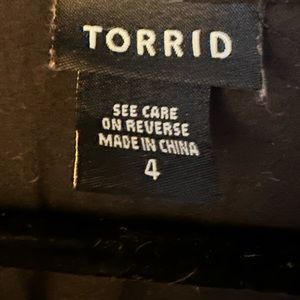 TORRID
SEE CARE
ON REVERSE
MADE IN CHINA
4